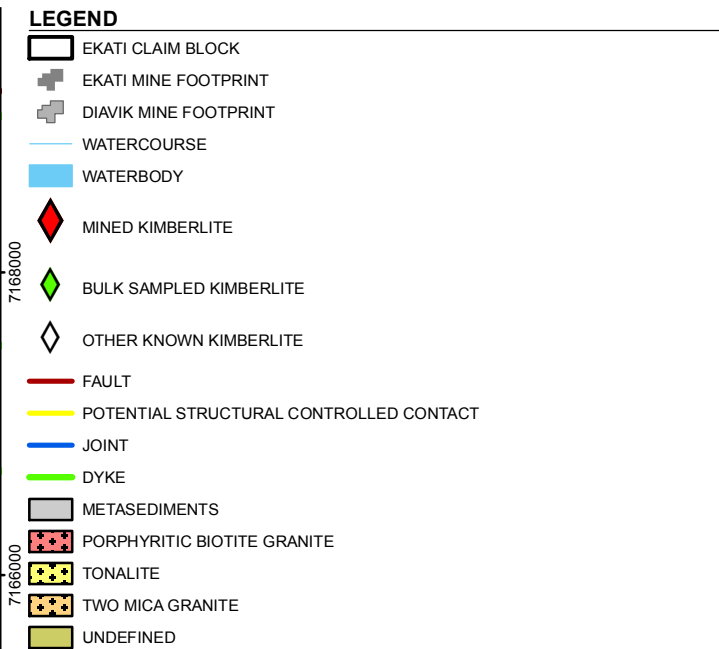 LEGEND
EKATI CLAIM BLOCK
EKATI MINE FOOTPRINT
DIAVIK MINE FOOTPRINT
WATERCOURSE
WATERBODY
MINED KIMBERLITE
7168000
BULK SAMPLED KIMBERLITE
OTHER KNOWN KIMBERLITE
FAULT
POTENTIAL STRUCTURAL CONTROLLED CONTACT
JOINT
DYKE
METASEDIMENTS
PORPHYRITIC BIOTITE GRANITE
7166000
TONALITE
TWO MICA GRANITE
UNDEFINED